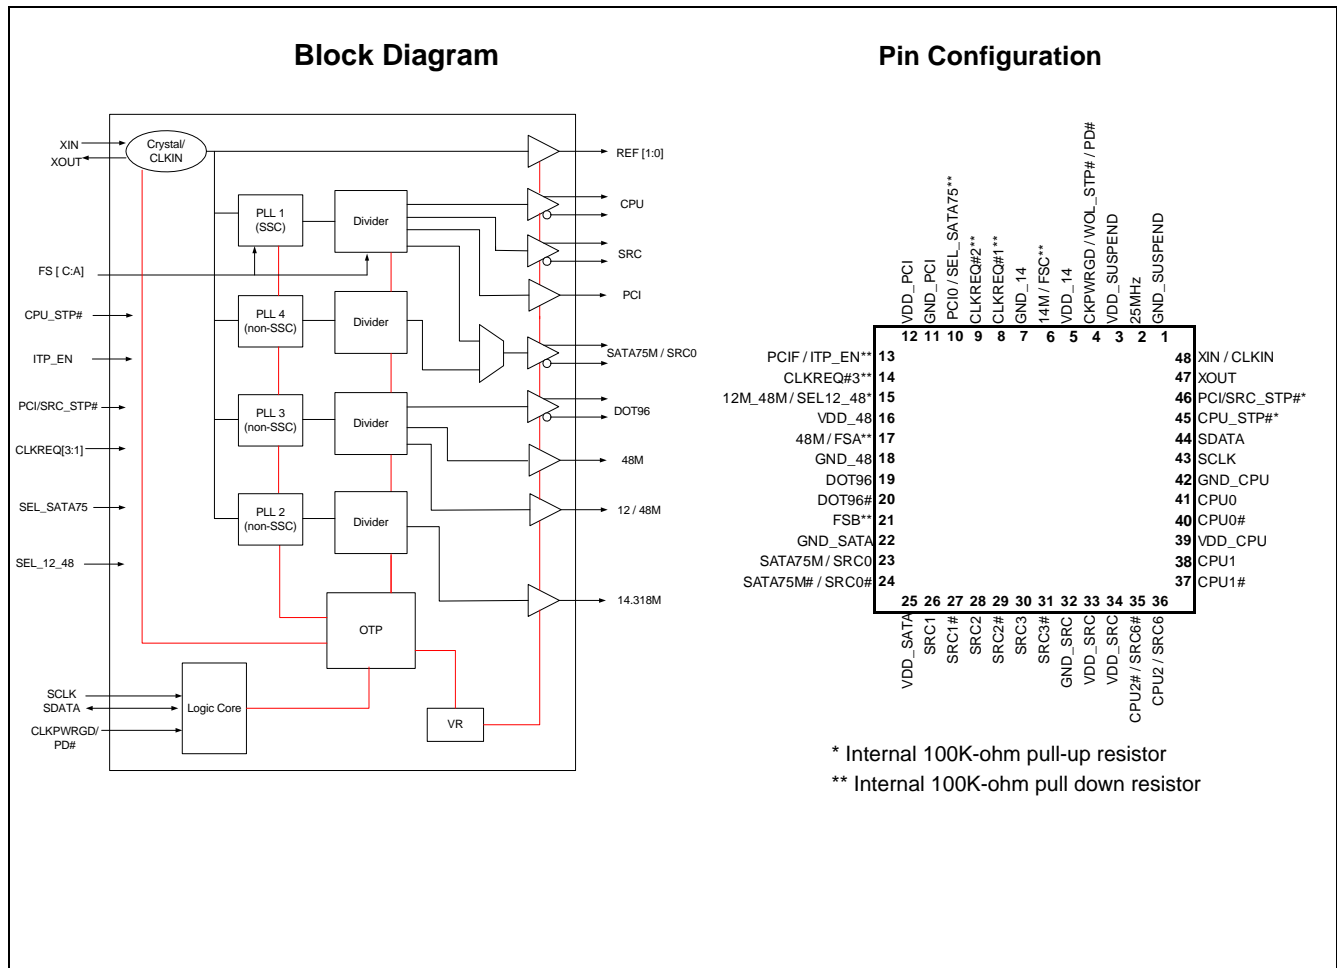 Block Diagram
XIN
XOUT
Crystal/
CLKIN
REF [1:0]
PLL 1
(SSC)
Divider
CPU
SRC
FS [ C:A]
PCI
CPU_STP#
PLL 4
(non-SSC)
Divider
ITP_EN
SATA75M / SRC0
PCI/SRC_STP#
PLL 3
(non-SSC)
Divider
DOT96
CLKREQ[3:1]
48M
SEL_SATA75
PLL 2
(non-SSC)
Divider
12 / 48M
SEL_12_48
14.318M
OTP
SCLK
SDATA
CLKPWRGD/
PD#
Logic Core
VR
Pin Configuration
VDD_PCI
GND_PCI
PCI0 / SEL_SATA75**
CLKREQ#2**
CLKREQ#1**
GND_14
14M / FSC**
VDD_14
CKPWRGD / WOL_STP# / PD#
VDD_SUSPEND
25MHz
GND_SUSPEND
12 11 10 9 8 7 6 5 4 3 2 1
PCIF / ITP_EN** 13
CLKREQ#3** 14
12M_48M / SEL12_48* 15
VDD_48 16
48M / FSA** 17
GND_48 18
DOT96 19
DOT96# 20
FSB** 21
GND_SATA 22
SATA75M / SRC0 23
SATA75M# / SRC0# 24
48 XIN / CLKIN
47 XOUT
46 PCI/SRC_STP#*
45 CPU_STP#*
44 SDATA
43 SCLK
42 GND_CPU
41 CPU0
40 CPU0#
39 VDD_CPU
38 CPU1
37 CPU1#
25 26 27 28 29 30 31 32 33 34 35 36
VDD_SATA
SRC1
SRC1#
SRC2
SRC2#
SRC3
SRC3#
GND_SRC
VDD_SRC
VDD_SRC
CPU2# / SRC6#
CPU2 / SRC6
* Internal 100K-ohm pull-up resistor
** Internal 100K-ohm pull down resistor